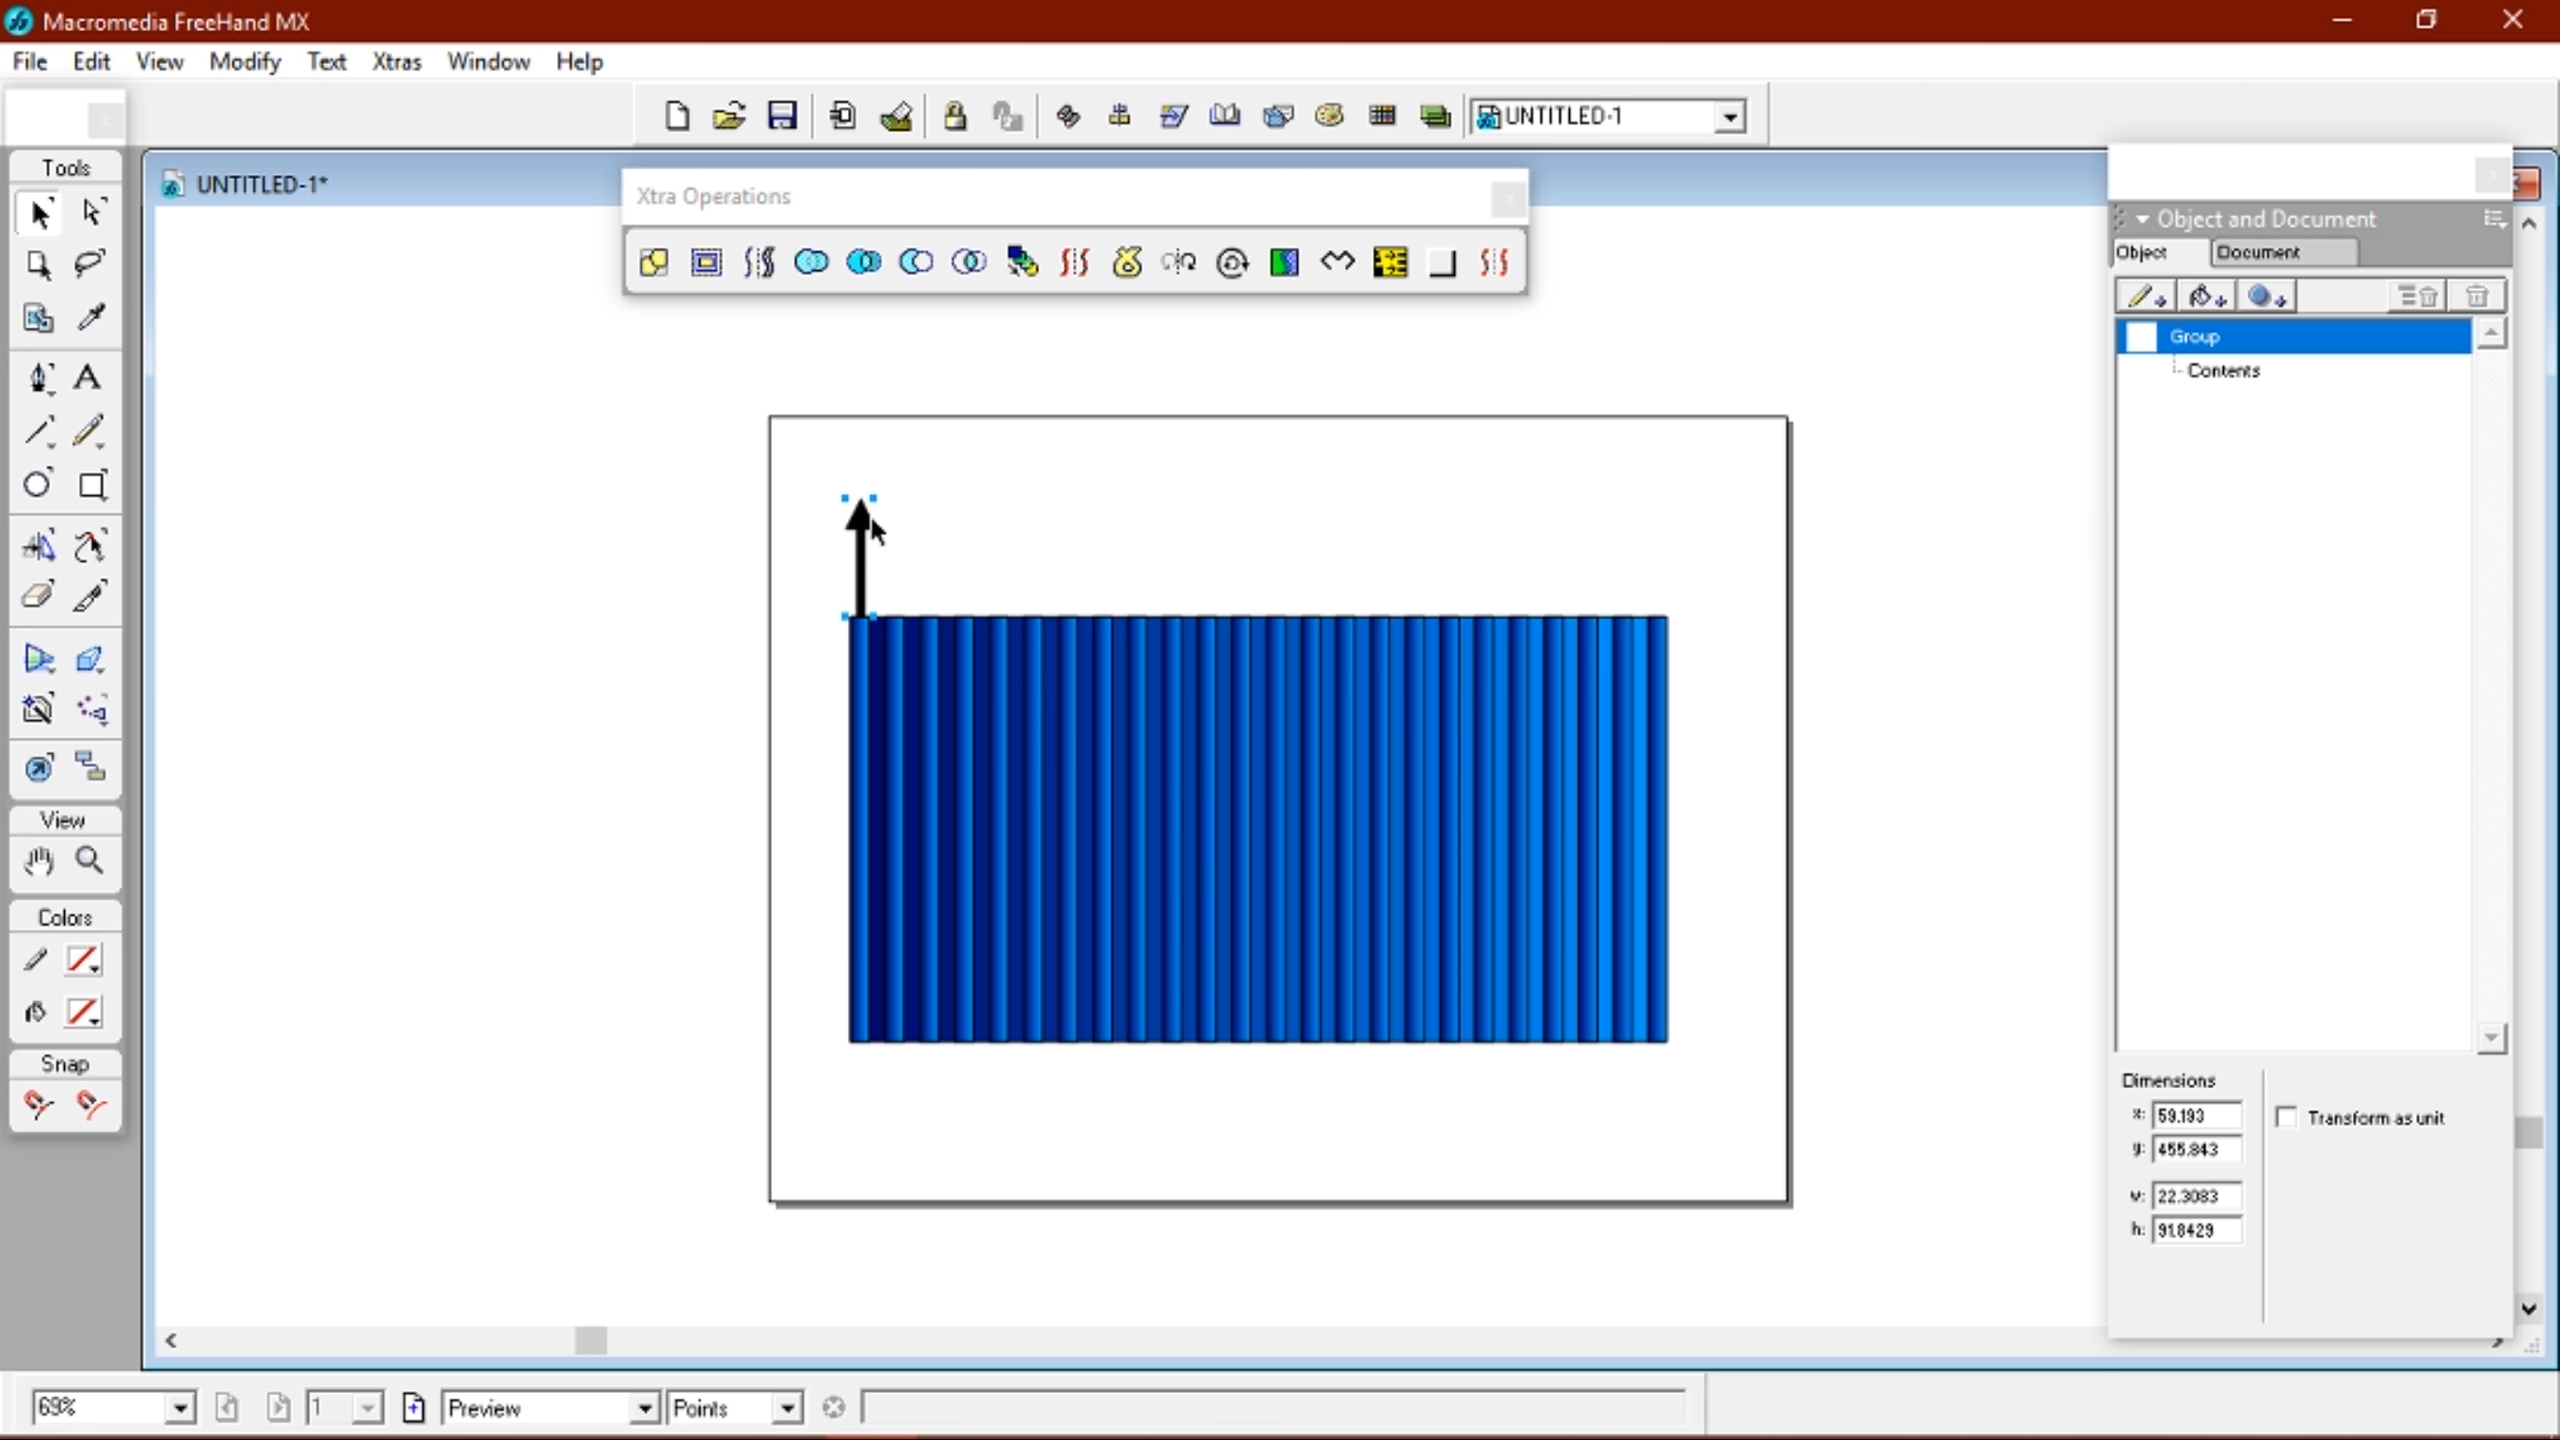 Macromedia FreeHand MX
File Edit View Modify Text Xtras Window Help
UNTITLED-1
Tools
UNTITLED-1*
Xtra Operations
Object and Document
Object Document
Group
Contents
View
Colors
Snap
Dimensions
x: 59.193
y: 455.843
w: 22.3083
h: 91.8429
Transform as unit
69%
1
Preview
Points